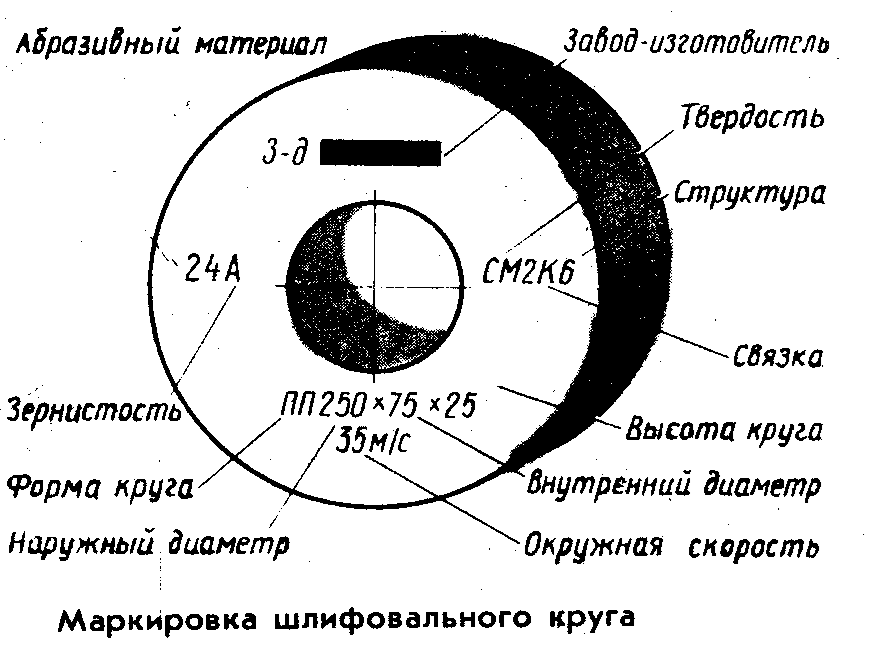 Абразивный материал
Завод-изготовитель
Твердость
З-д
Структура
24А
СМ2К6
Связка
Зернистость
ПП250×75×25
Высота круга
35м/с
Форма круга
Внутренний диаметр
Наружный диаметр
Окружная скорость
Маркировка шлифовального круга